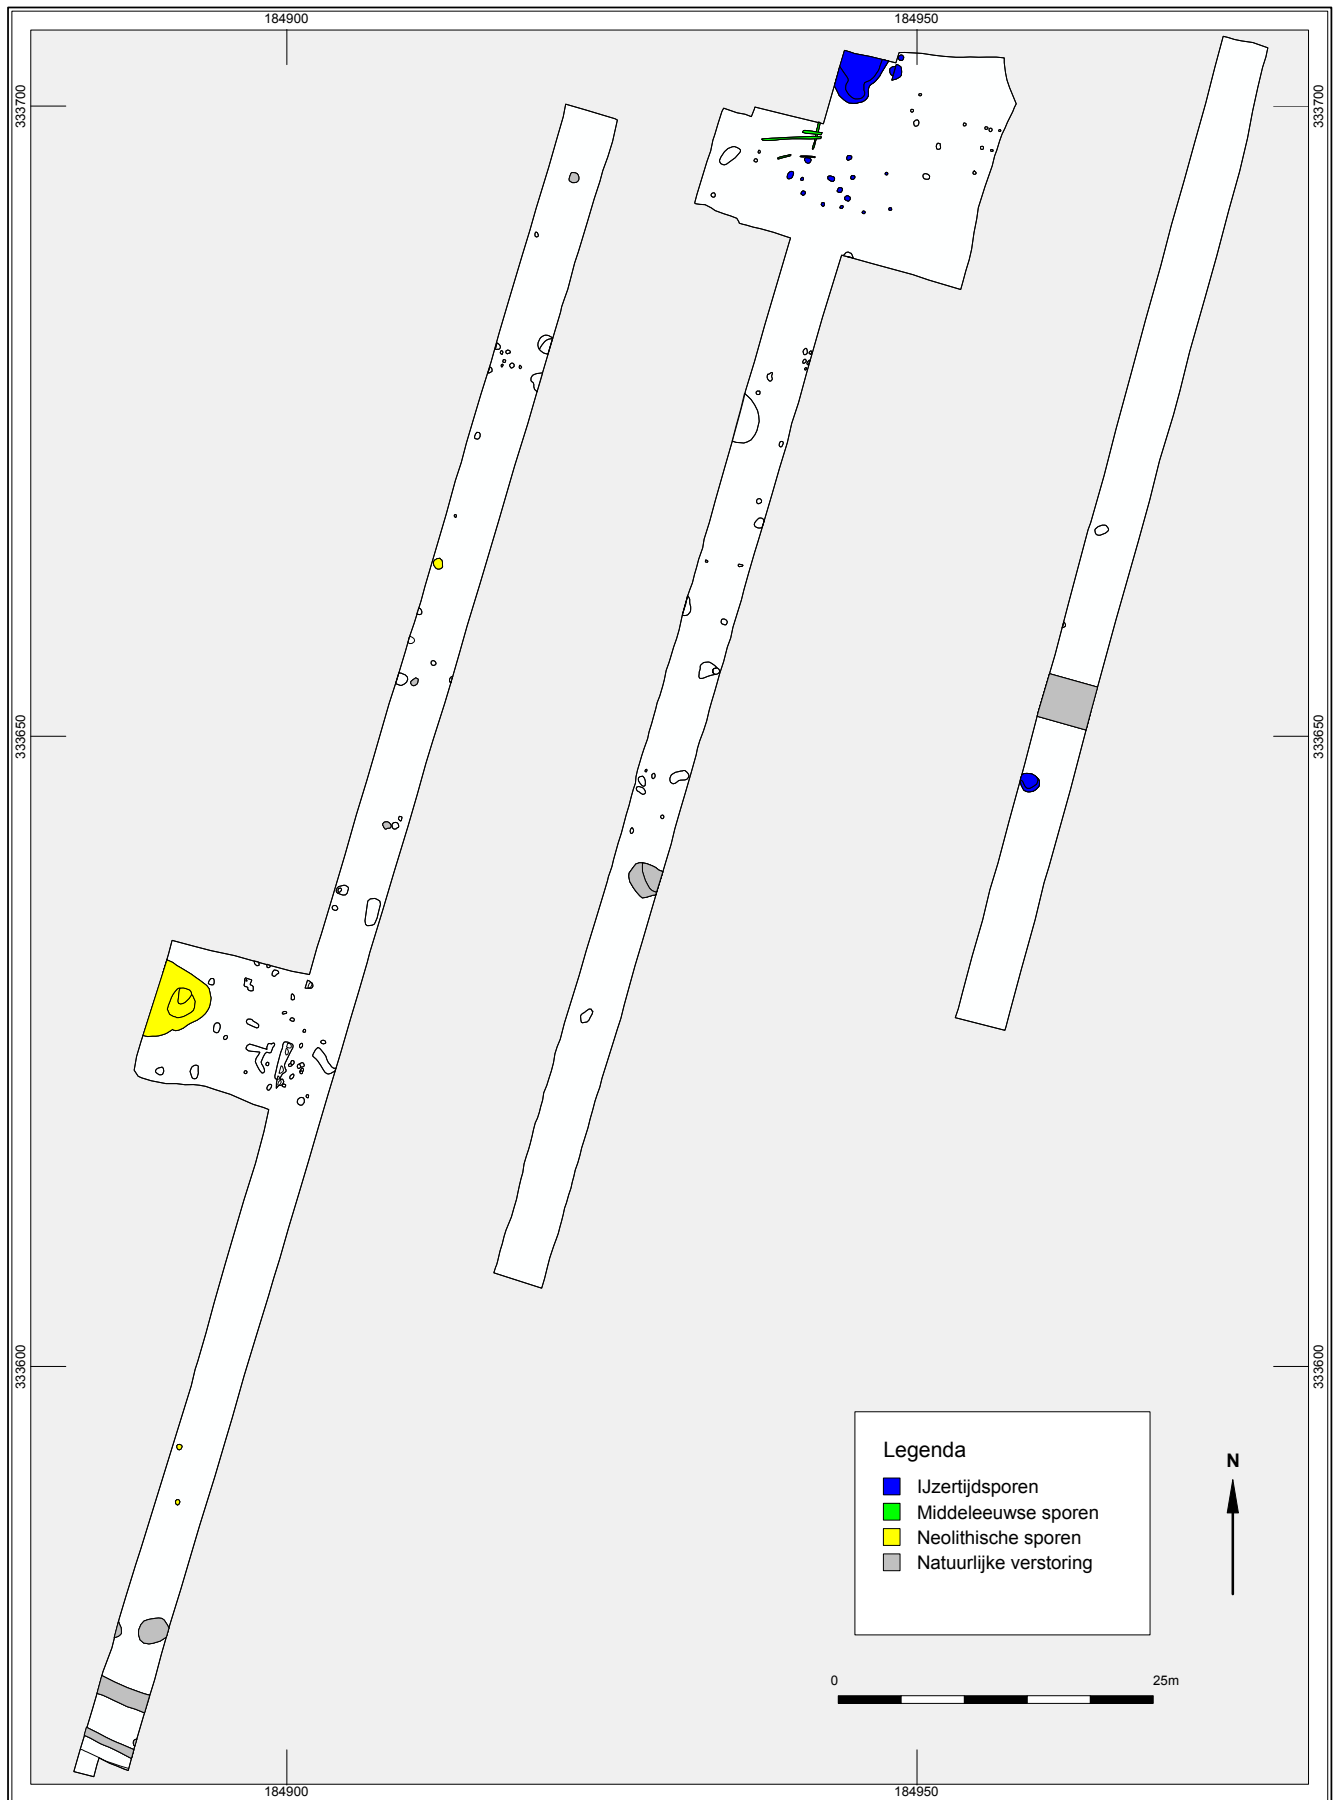 184900 184950
333700 333700
333650 333650
333600 333600
Legenda
IJzertijdsporen
Middeleeuwse sporen
Neolithische sporen
Natuurlijke verstoring
N
0 25m
184900 184950